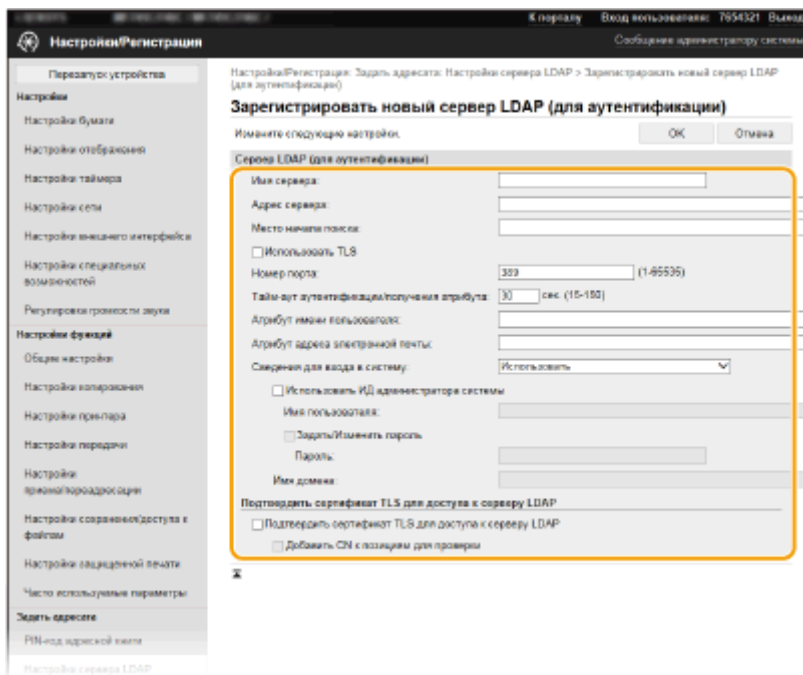 К порталу Вход пользователя: 7654321 Выход
Настройки/Регистрация
Сообщение администратору системы
Перезапуск устройства
Настройки
Настройки бумаги
Настройки отображения
Настройки таймера
Настройки сети
Настройки внешнего интерфейса
Настройки специальных
возможностей
Регулировка громкости звука
Настройки функций
Общие настройки
Настройки копирования
Настройки принтера
Настройки передачи
Настройки
приема/переадресации
Настройки сохранения/доступа к
файлам
Настройки защищенной печати
Часто используемые параметры
Задать адресата
PIN-код адресной книги
Настройки сервера LDAP
Настройки/Регистрация: Задать адресата: Настройки сервера LDAP > Зарегистрировать новый сервер LDAP
(для аутентификации)
Зарегистрировать новый сервер LDAP (для аутентификации)
Измените следующие настройки.
OK Отмена
Сервер LDAP (для аутентификации)
Имя сервера:
Адрес сервера:
Место начала поиска:
Использовать TLS
Номер порта: 389 (1-65535)
Тайм-аут аутентификации/получения атрибута: 30 сек. (15-150)
Атрибут имени пользователя:
Атрибут адреса электронной почты:
Сведения для входа в систему: Использовать
Использовать ИД администратора системы
Имя пользователя:
Задать/Изменить пароль
Пароль:
Имя домена:
Подтвердить сертификат TLS для доступа к серверу LDAP
Подтвердить сертификат TLS для доступа к серверу LDAP
Добавить CN к позициям для проверки